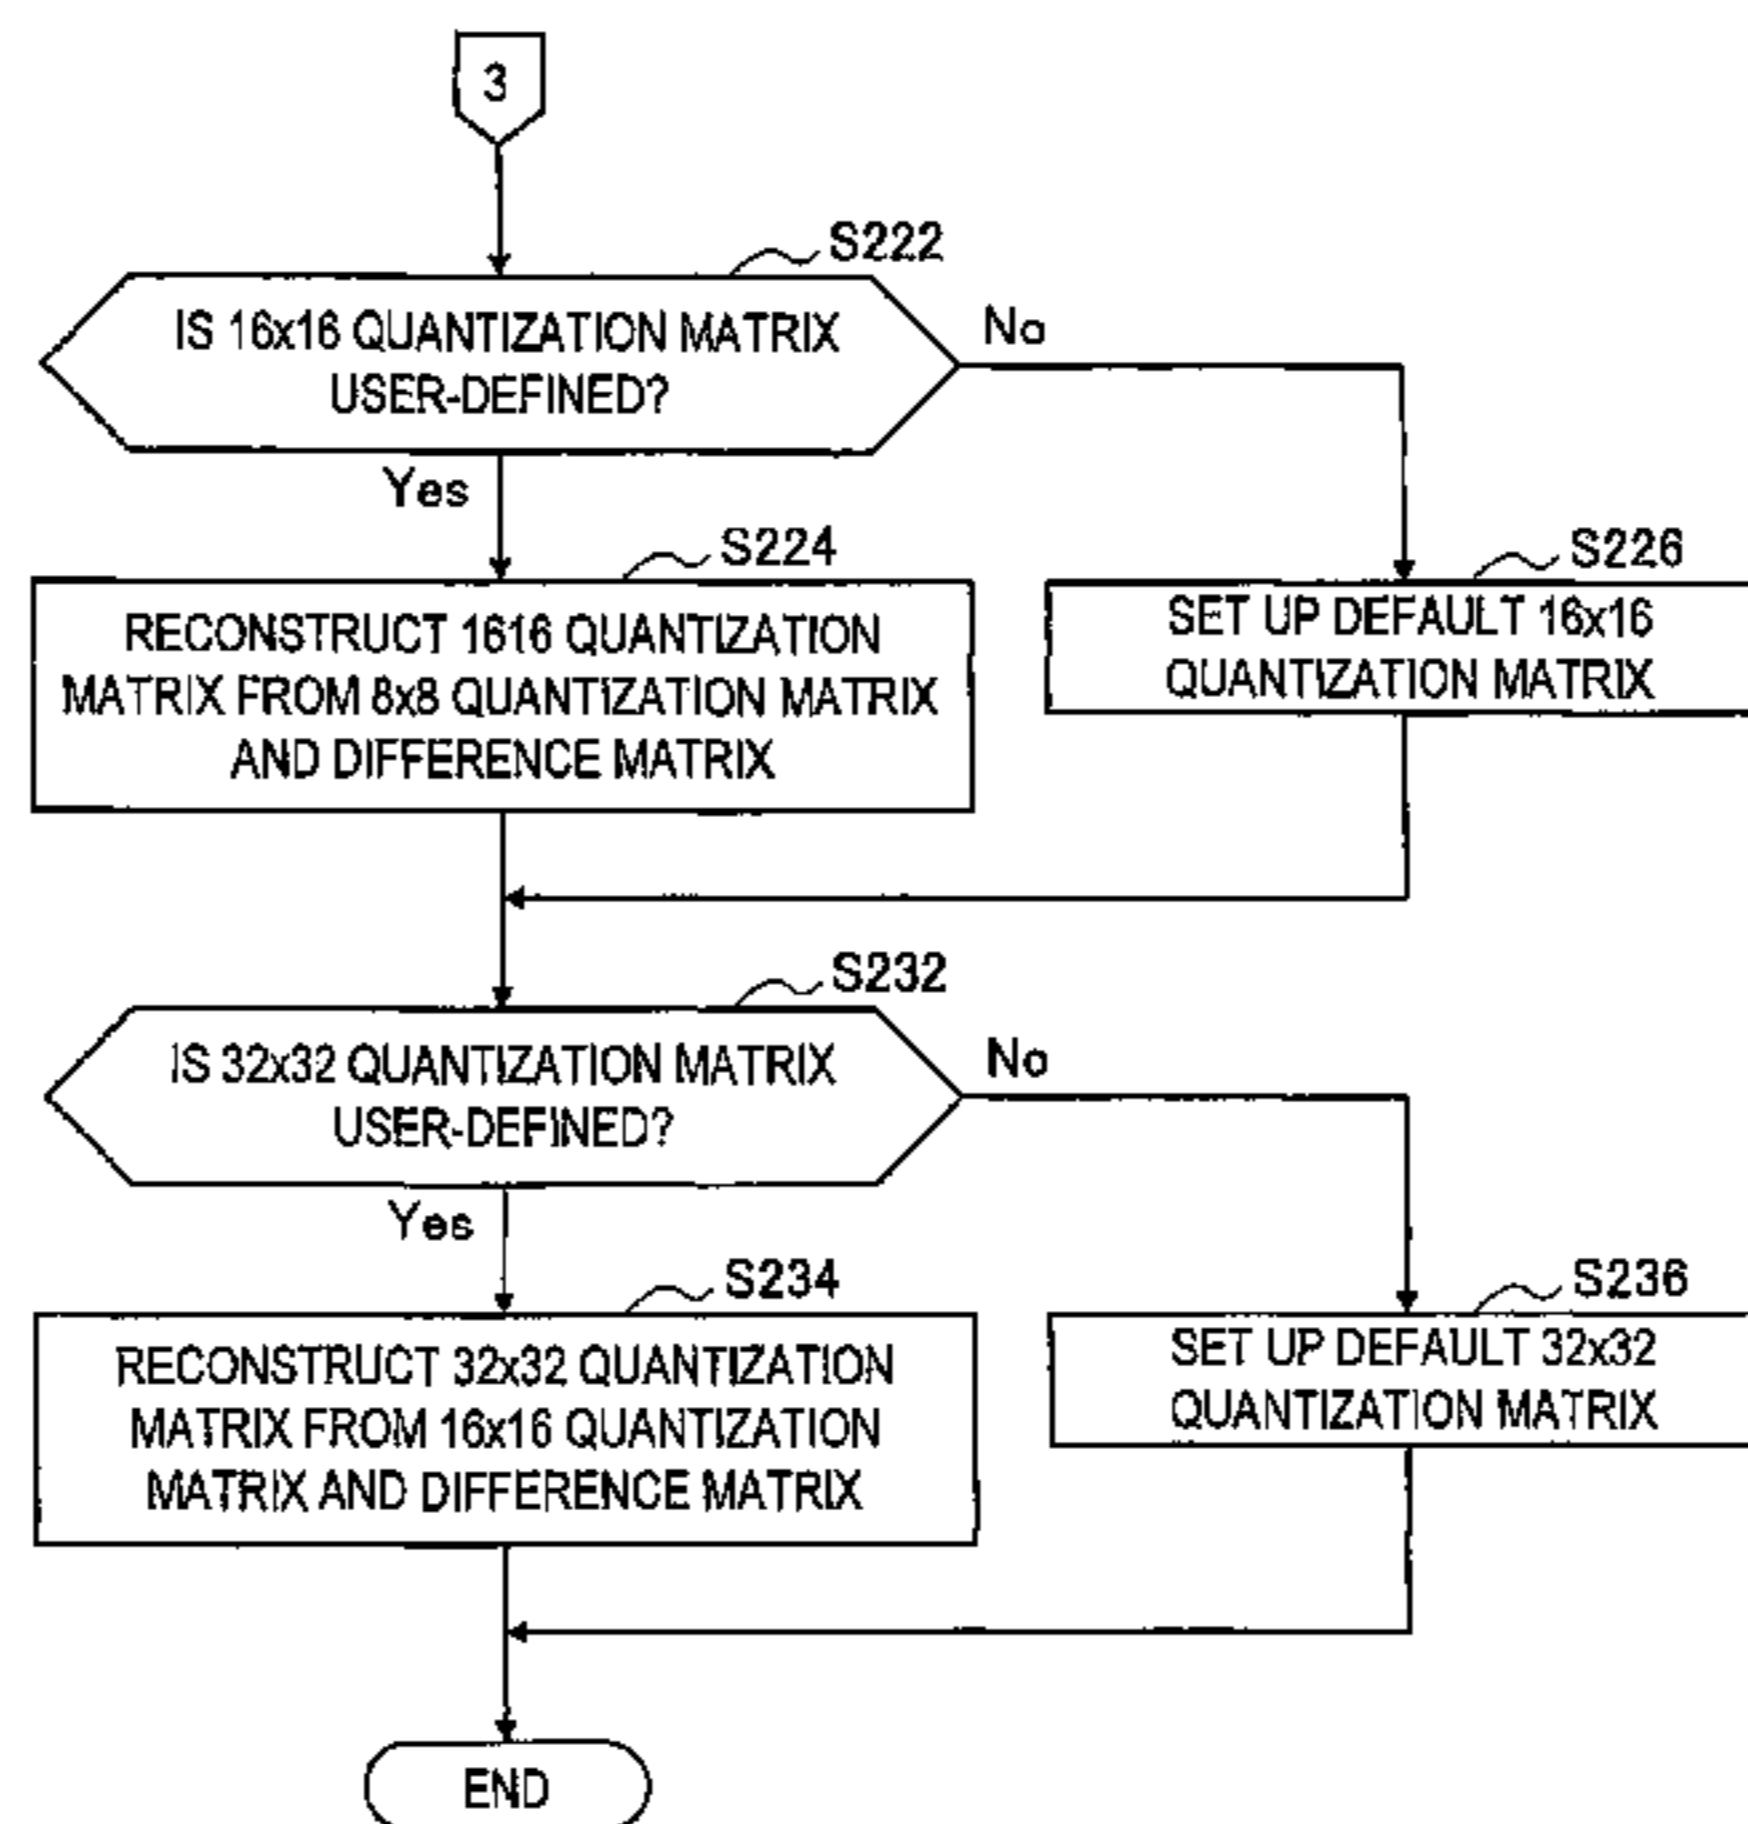 3
S222
IS 16x16 QUANTIZATION MATRIX
USER-DEFINED?
No
Yes
S224
RECONSTRUCT 1616 QUANTIZATION
MATRIX FROM 8x8 QUANTIZATION MATRIX
AND DIFFERENCE MATRIX
S226
SET UP DEFAULT 16x16
QUANTIZATION MATRIX
S232
IS 32x32 QUANTIZATION MATRIX
USER-DEFINED?
No
Yes
S234
RECONSTRUCT 32x32 QUANTIZATION
MATRIX FROM 16x16 QUANTIZATION
MATRIX AND DIFFERENCE MATRIX
S236
SET UP DEFAULT 32x32
QUANTIZATION MATRIX
END